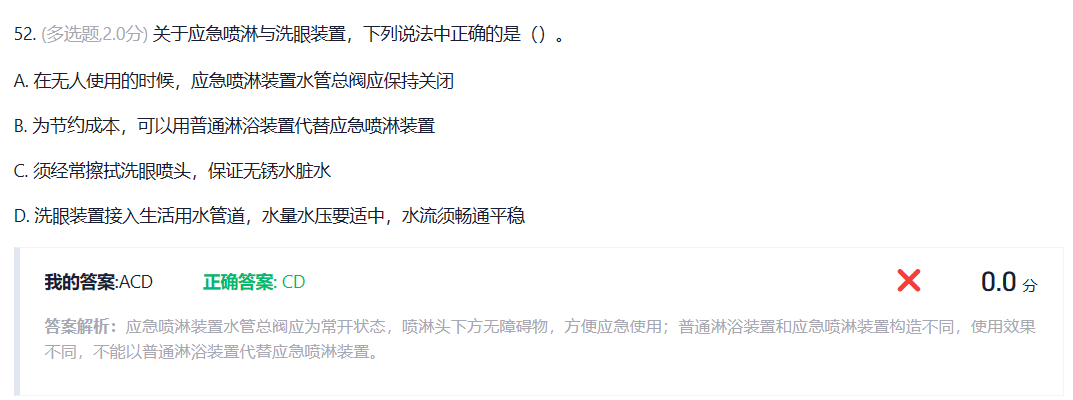 52. (多选题,2.0分) 关于应急喷淋与洗眼装置，下列说法中正确的是（）。
A. 在无人使用的时候，应急喷淋装置水管总阀应保持关闭
B. 为节约成本，可以用普通淋浴装置代替应急喷淋装置
C. 须经常擦拭洗眼喷头，保证无锈水脏水
D. 洗眼装置接入生活用水管道，水量水压要适中，水流须畅通平稳
我的答案:ACD 正确答案: CD 0.0 分
答案解析：应急喷淋装置水管总阀应为常开状态，喷淋头下方无障碍物，方便应急使用；普通淋浴装置和应急喷淋装置构造不同，使用效果
不同，不能以普通淋浴装置代替应急喷淋装置。